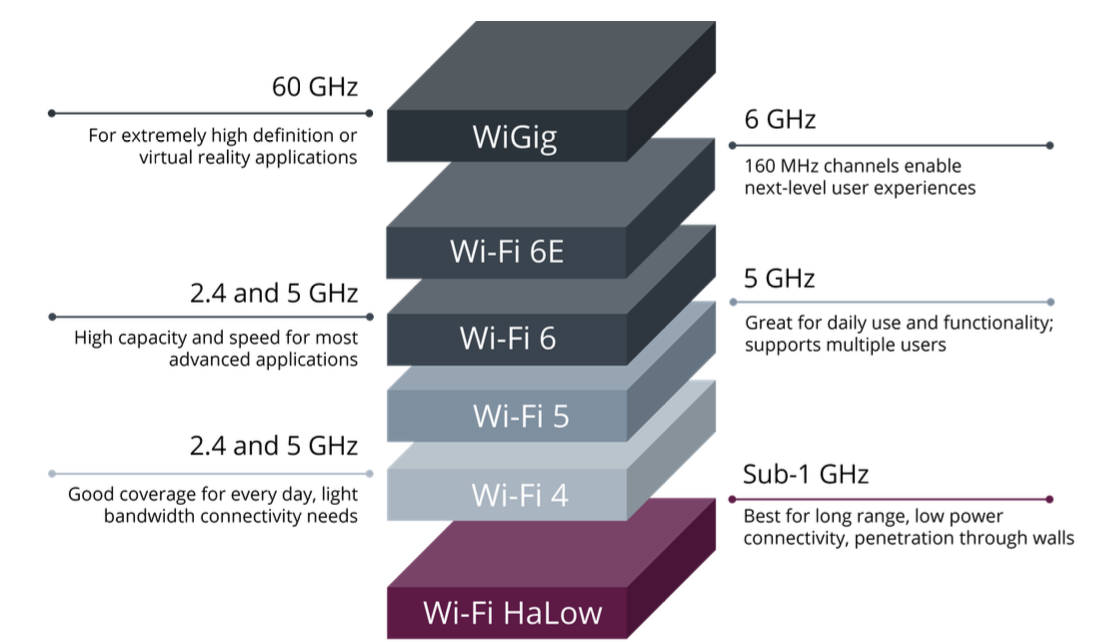 60 GHz
For extremely high definition or
virtual reality applications
WiGig
6 GHz
160 MHz channels enable
next-level user experiences
Wi-Fi 6E
2.4 and 5 GHz
High capacity and speed for most
advanced applications
Wi-Fi 6
5 GHz
Great for daily use and functionality;
supports multiple users
Wi-Fi 5
2.4 and 5 GHz
Good coverage for every day, light
bandwidth connectivity needs
Wi-Fi 4
Sub-1 GHz
Best for long range, low power
connectivity, penetration through walls
Wi-Fi HaLow